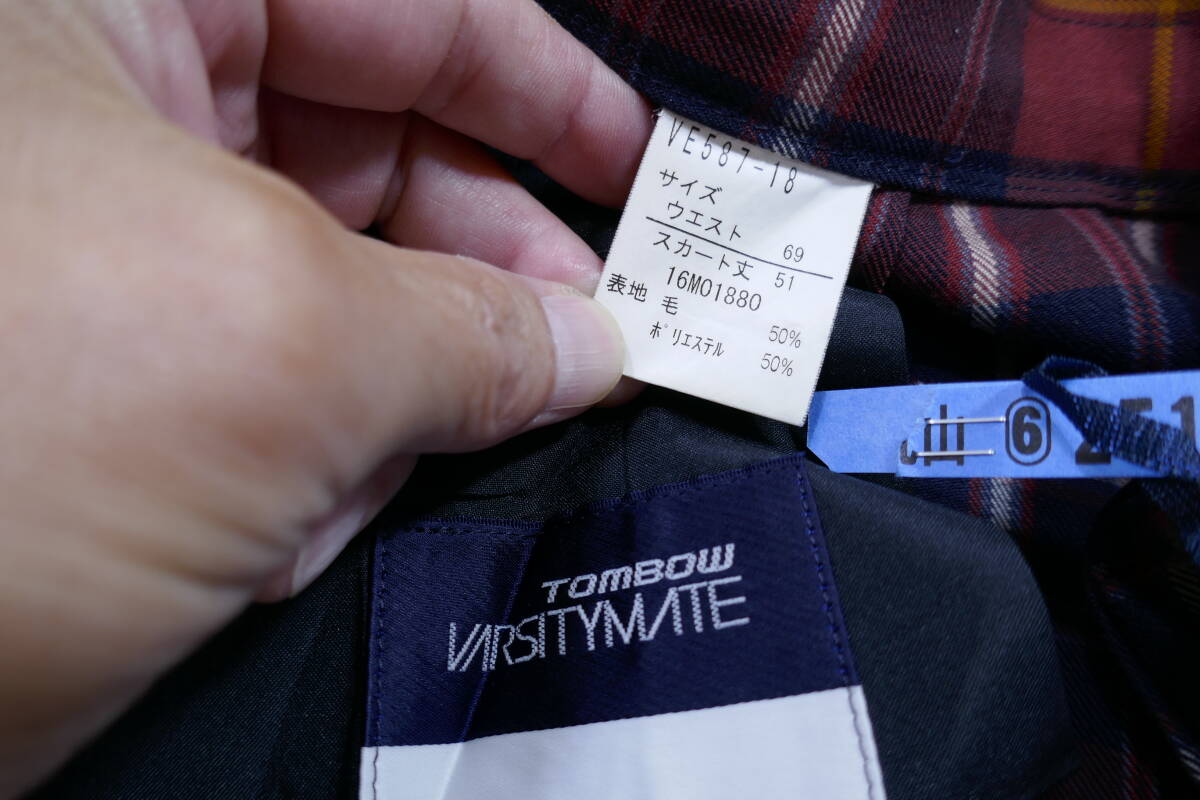 VE587-18
サイズ
ウエスト 69
スカート丈 51
16M01880
表地 毛 50%
ポリエステル 50%
⑥
TOMBOW
VARSITYMATE